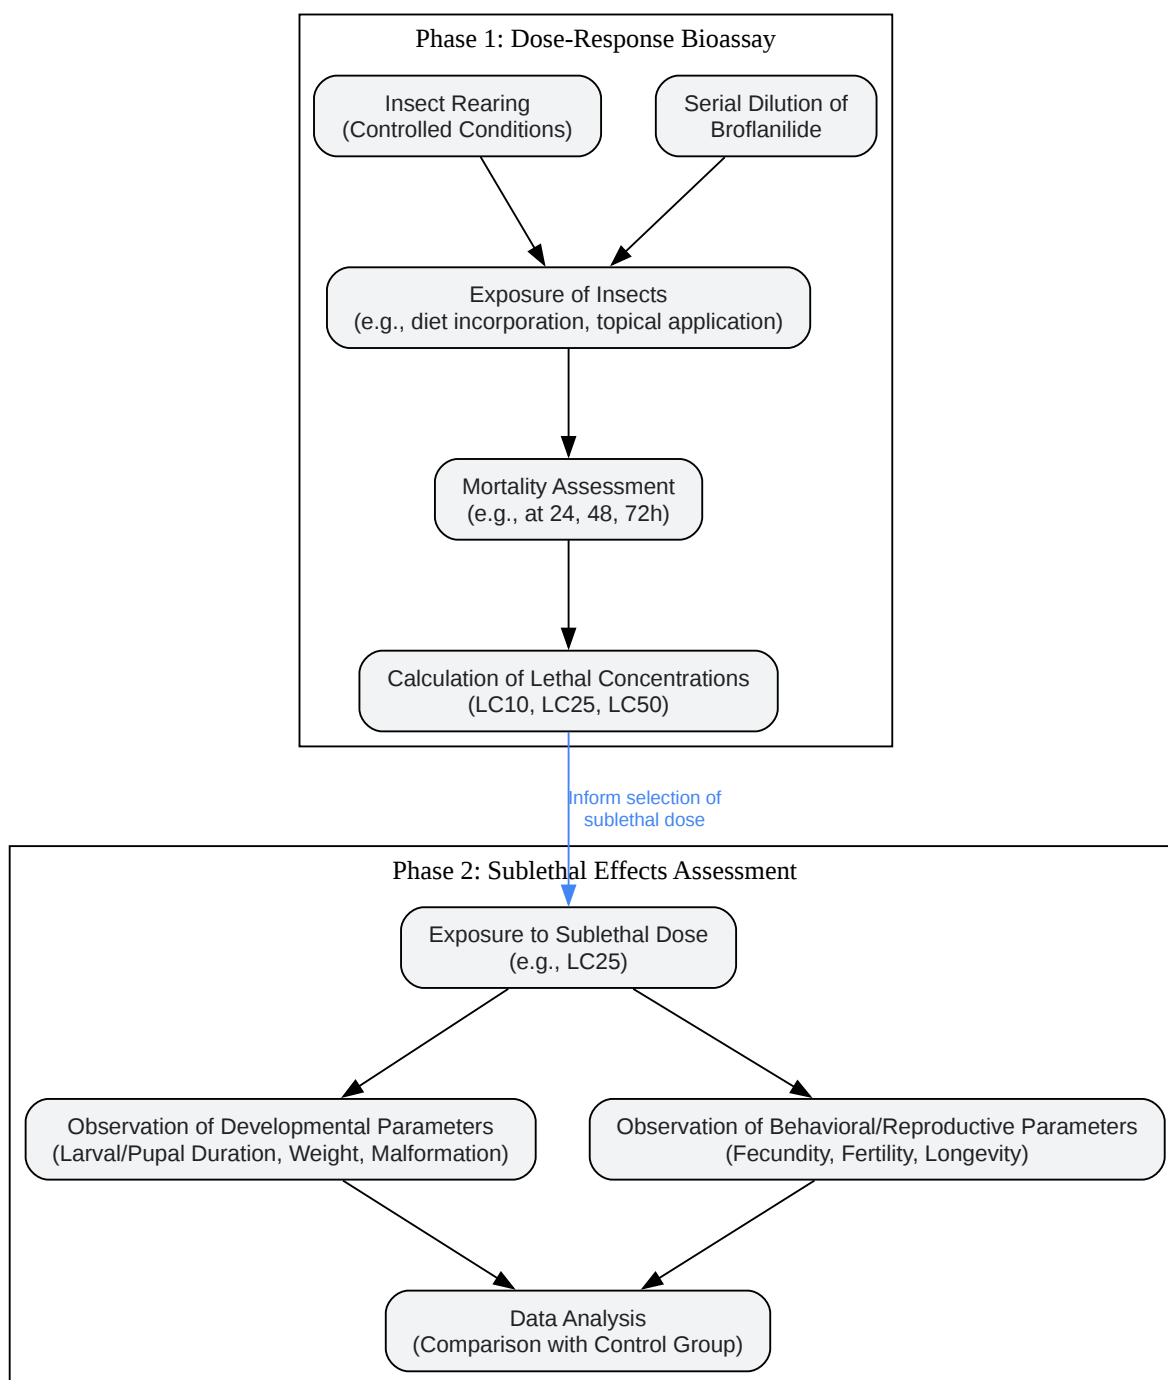 Phase 1: Dose-Response Bioassay
Insect Rearing
(Controlled Conditions)
Serial Dilution of
Broflanilide
Exposure of Insects
(e.g., diet incorporation, topical application)
Mortality Assessment
(e.g., at 24, 48, 72h)
Calculation of Lethal Concentrations
(LC10, LC25, LC50)
Inform selection of
sublethal dose
Phase 2: Sublethal Effects Assessment
Exposure to Sublethal Dose
(e.g., LC25)
Observation of Developmental Parameters
(Larval/Pupal Duration, Weight, Malformation)
Observation of Behavioral/Reproductive Parameters
(Fecundity, Fertility, Longevity)
Data Analysis
(Comparison with Control Group)